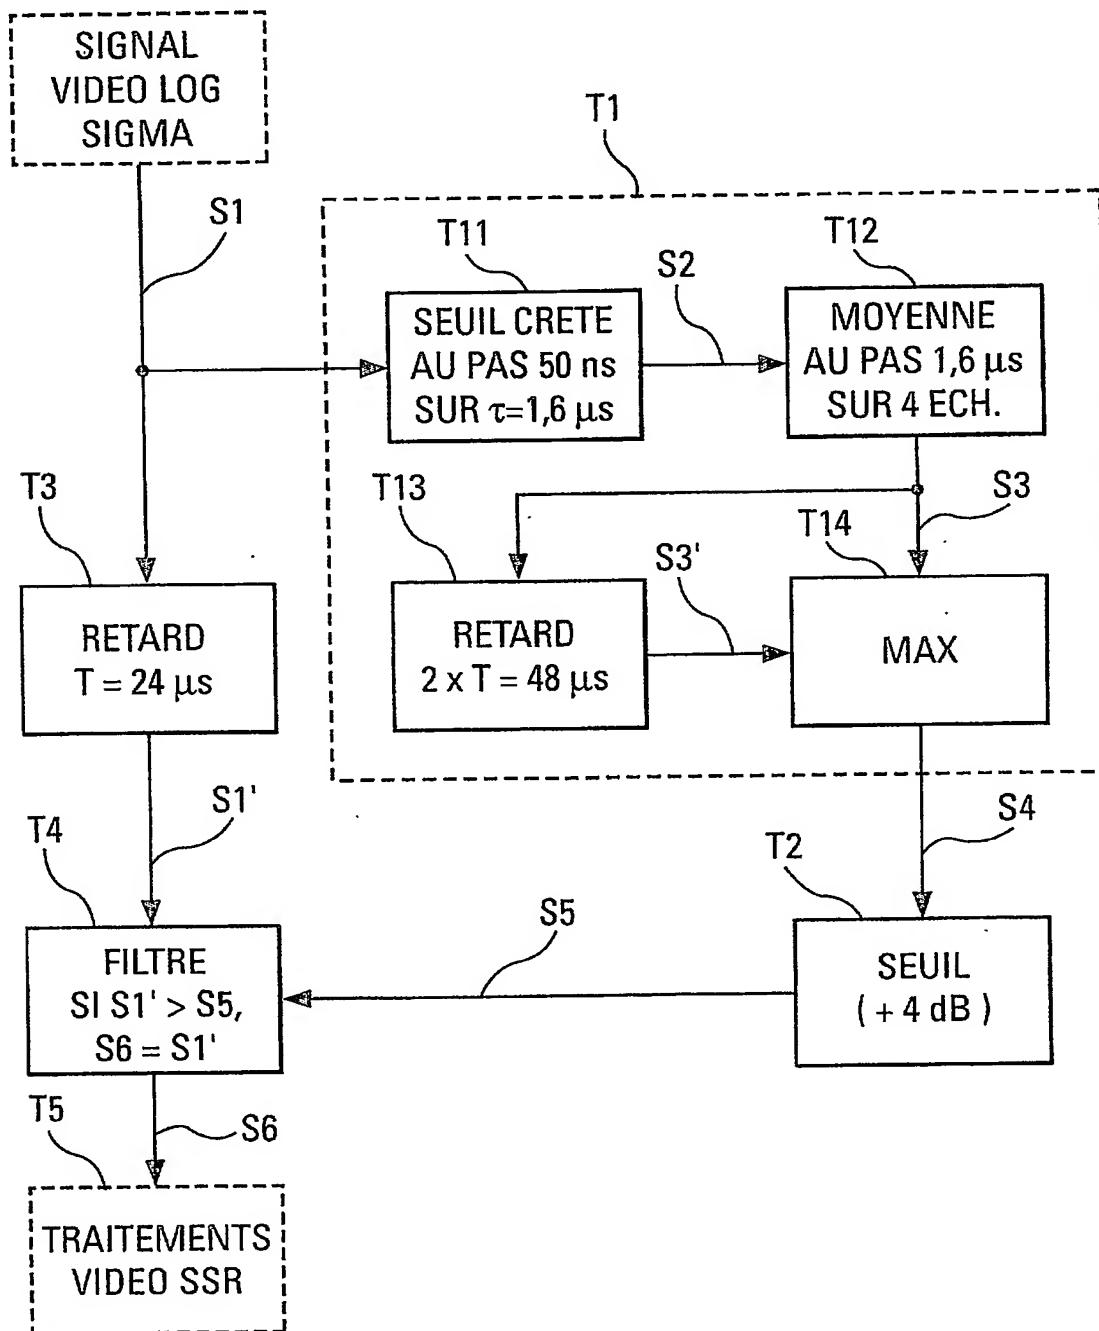 SIGNAL
VIDEO LOG
SIGMA
T1
S1
T11
S2
T12
SEUIL CRETE
AU PAS 50 ns
SUR τ=1,6 μs
MOYENNE
AU PAS 1,6 μs
SUR 4 ECH.
T3
T13
S3
T14
S3'
RETARD
T = 24 μs
RETARD
2 x T = 48 μs
MAX
S1'
S4
T4
T2
S5
FILTRE
SI S1' > S5,
S6 = S1'
SEUIL
( + 4 dB )
T5
S6
TRAITEMENTS
VIDEO SSR